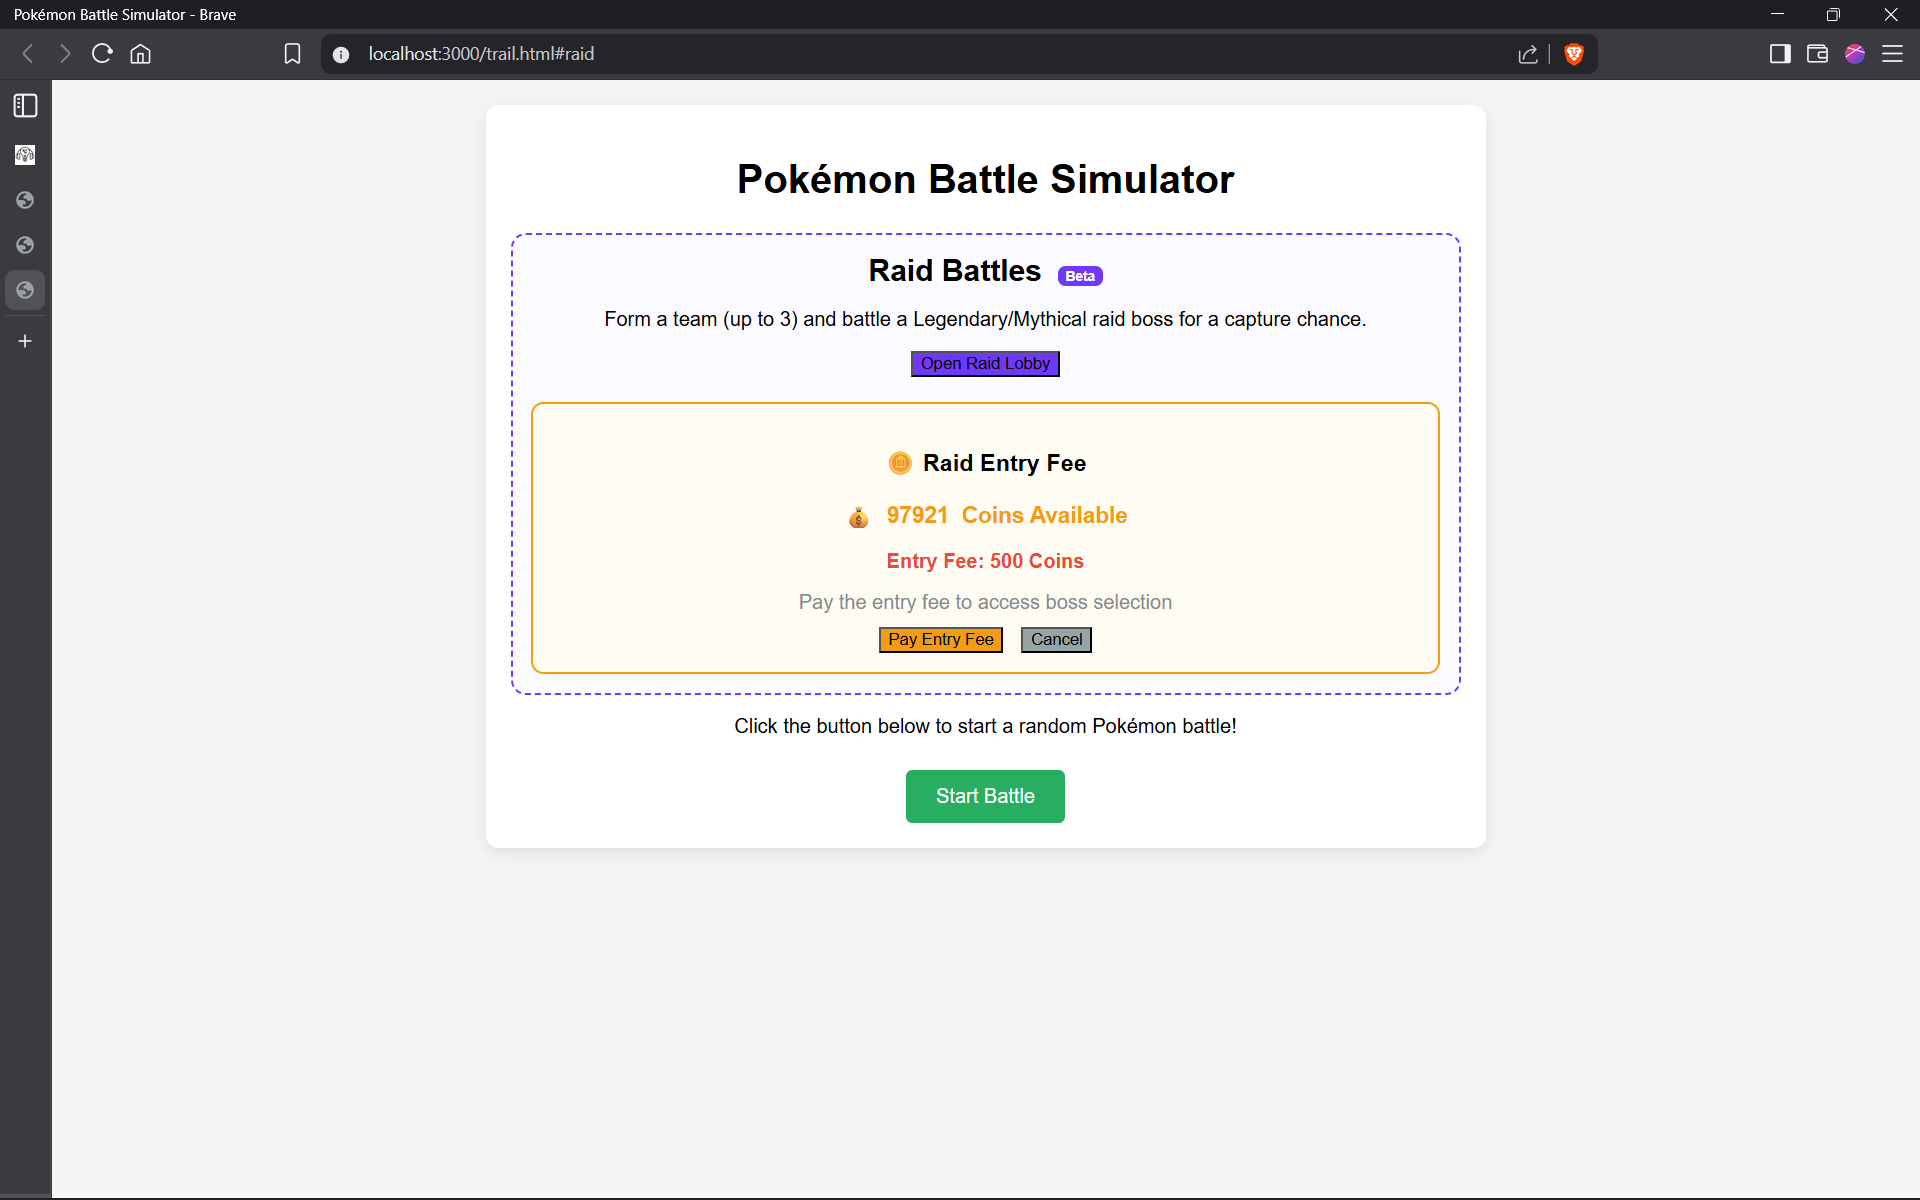 Pokémon Battle Simulator - Brave
localhost:3000/trail.html#raid
Pokémon Battle Simulator
Raid Battles Beta
Form a team (up to 3) and battle a Legendary/Mythical raid boss for a capture chance.
Open Raid Lobby
Raid Entry Fee
97921 Coins Available
Entry Fee: 500 Coins
Pay the entry fee to access boss selection
Pay Entry Fee Cancel
Click the button below to start a random Pokémon battle!
Start Battle